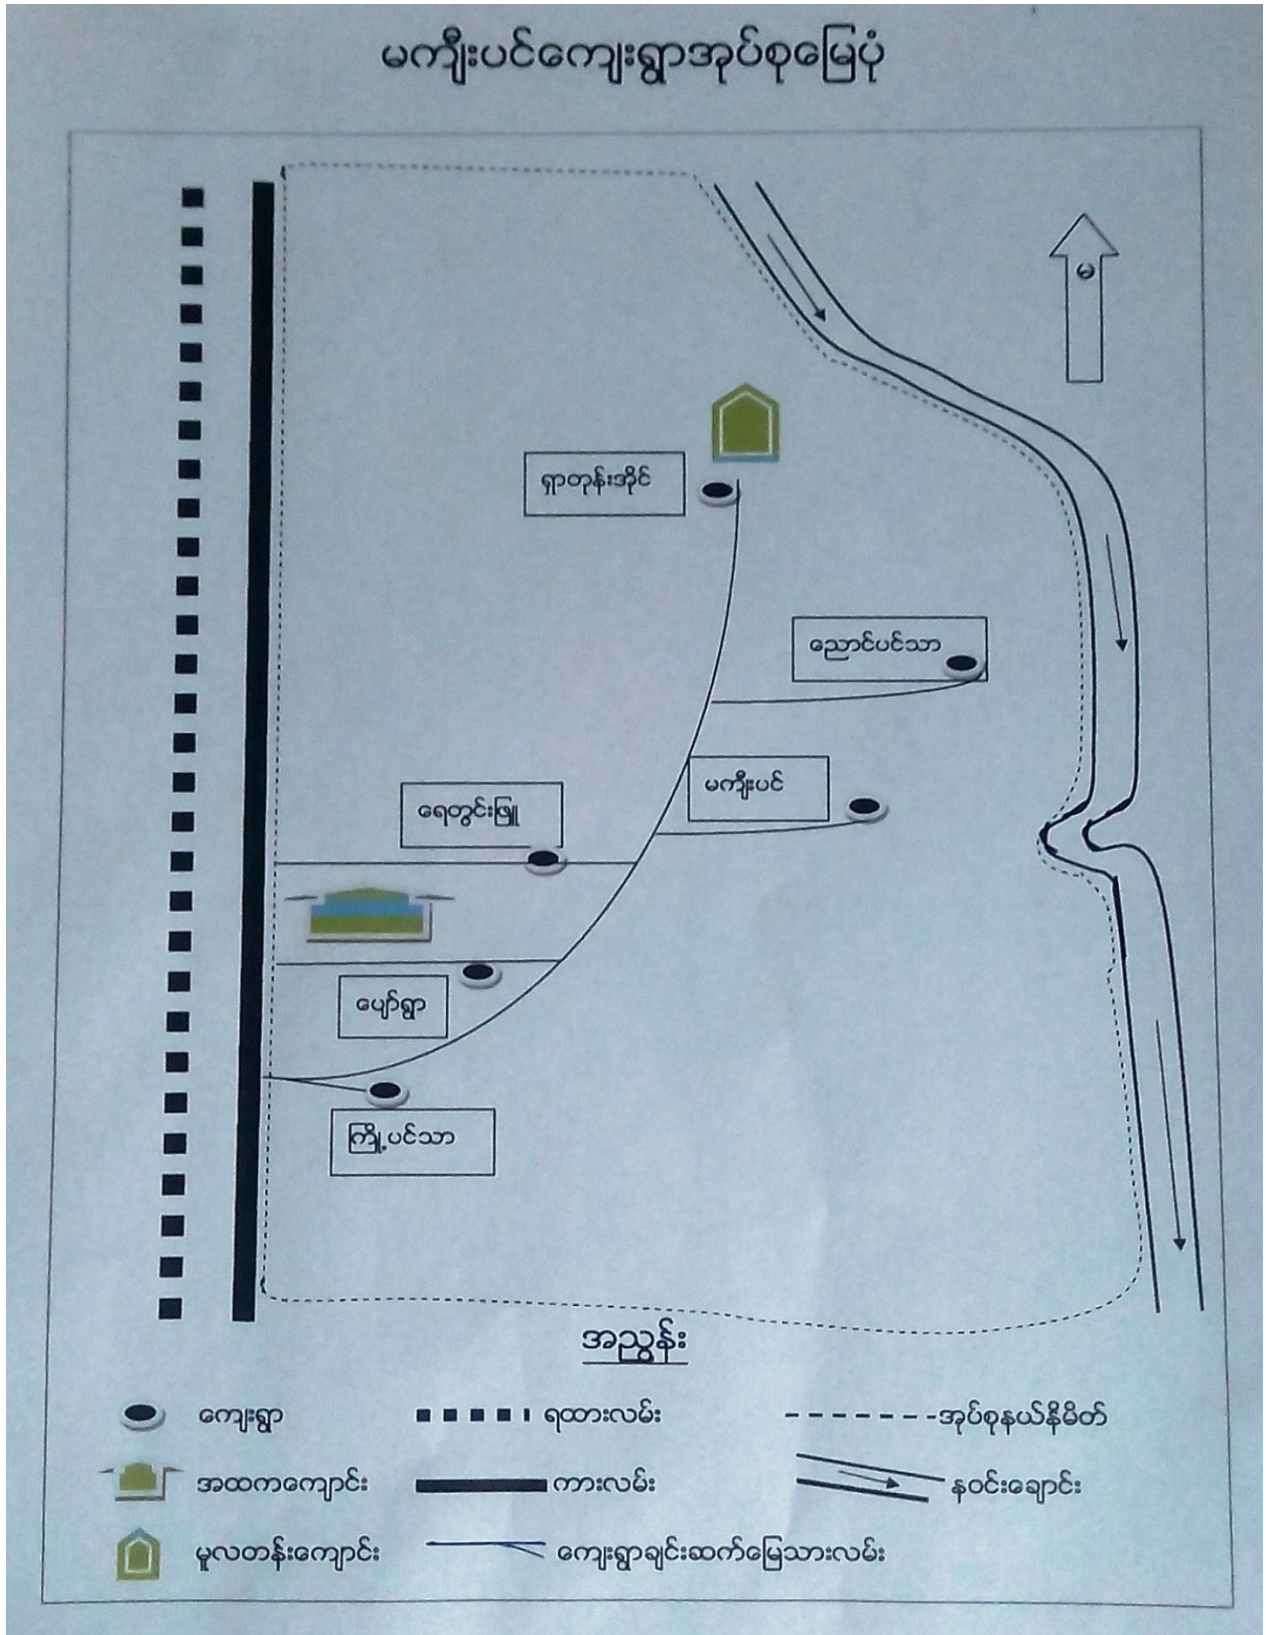 မကျီးပင်ကျေးရွာအုပ်စုမြေပုံ
မ
ရှာတုန်းအိုင်
ညောင်ပင်သာ
မကျီးပင်
ရေတွင်းဖြူ
ပျော်ရွာ
ကြို့ပင်သာ
အညွှန်း
ကျေးရွာ ရထားလမ်း အုပ်စုနယ်နိမိတ်
အထကကျောင်း ကားလမ်း နဝင်းချောင်း
မူလတန်းကျောင်း ကျေးရွာချင်းဆက်မြေသားလမ်း